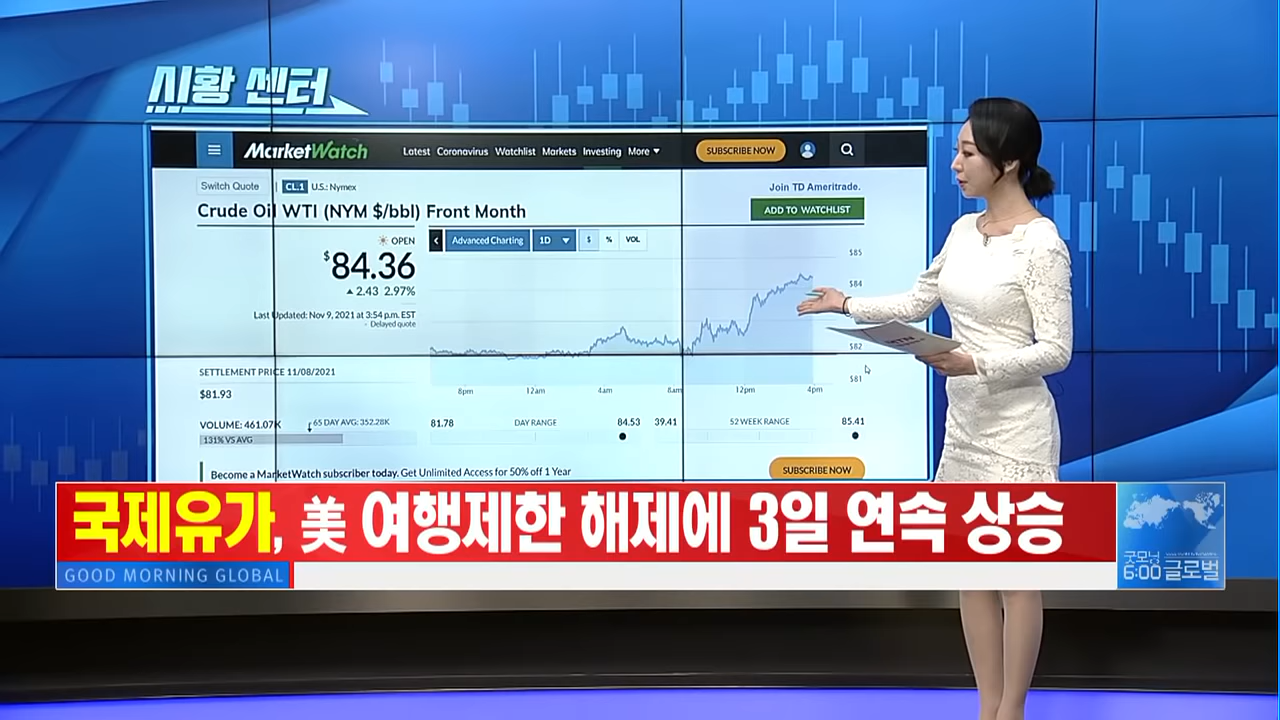 시황 센터
MarketWatch
Latest Coronavirus Watchlist Markets Investing More
SUBSCRIBE NOW
Switch Quote | CL.1 U.S.: Nymex
Join TD Ameritrade.
Crude Oil WTI (NYM $/bbl) Front Month
ADD TO WATCHLIST
OPEN
$84.36
▲ 2.43 2.97%
Last Updated: Nov 9, 2021 at 3:54 p.m. EST
Delayed quote
Advanced Charting 1D $ % VOL
$85
$84
$82
$81
8pm 12am 4am 8am 12pm 4pm
SETTLEMENT PRICE 11/08/2021
$81.93
VOLUME: 461.07K
65 DAY AVG: 352.28K
131% VS AVG
81.78 DAY RANGE 84.53
39.41 52 WEEK RANGE 85.41
Become a MarketWatch subscriber today. Get Unlimited Access for 50% off 1 Year
SUBSCRIBE NOW
국제유가, 美 여행제한 해제에 3일 연속 상승
GOOD MORNING GLOBAL
굿모닝
6:00 글로벌